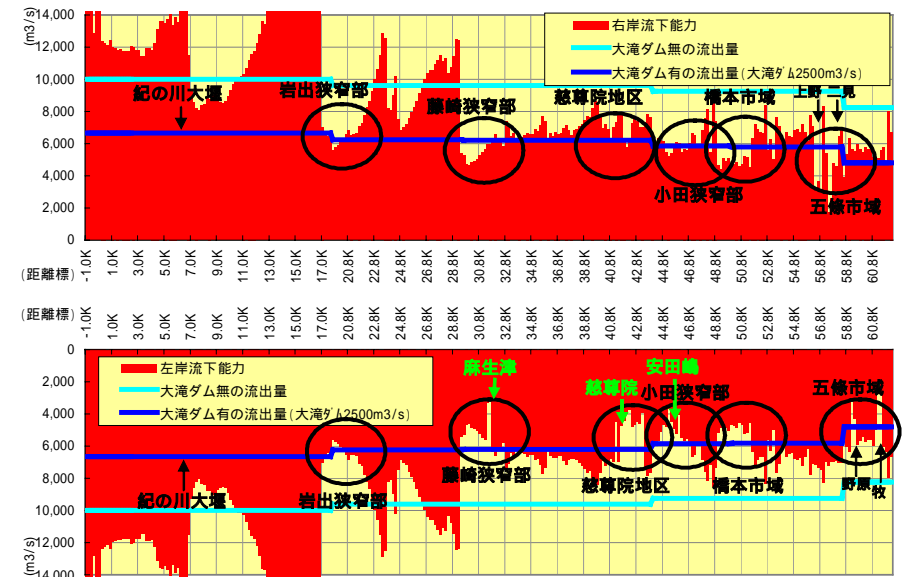 (m3/s)
14,000
12,000
10,000
8,000
6,000
4,000
2,000
0
右岸流下能力
大滝ダム無の流出量
大滝ダム有の流出量(大滝ダム2500m3/s)
紀の川大堰
岩出狭窄部
藤崎狭窄部
慈尊院地区
小田狭窄部
橋本市域
上野
二見
五條市域
(距離標)
-1.0K
1.0K
3.0K
5.0K
7.0K
9.0K
11.0K
13.0K
15.0K
17.0K
20.8K
22.8K
24.8K
26.8K
28.8K
30.8K
32.8K
34.8K
36.8K
38.8K
40.8K
42.8K
44.8K
46.8K
48.8K
50.8K
52.8K
54.8K
56.8K
58.8K
60.8K
(距離標)
-1.0K
1.0K
3.0K
5.0K
7.0K
9.0K
11.0K
13.0K
15.0K
17.0K
20.8K
22.8K
24.8K
26.8K
28.8K
30.8K
32.8K
34.8K
36.8K
38.8K
40.8K
42.8K
44.8K
46.8K
48.8K
50.8K
52.8K
54.8K
56.8K
58.8K
60.8K
0
2,000
4,000
6,000
8,000
10,000
12,000
14,000
(m3/s)
左岸流下能力
大滝ダム無の流出量
大滝ダム有の流出量(大滝ダム2500m3/s)
紀の川大堰
岩出狭窄部
麻生津
藤崎狭窄部
慈尊院
慈尊院地区
安田嶋
小田狭窄部
橋本市域
五條市域
野原
牧